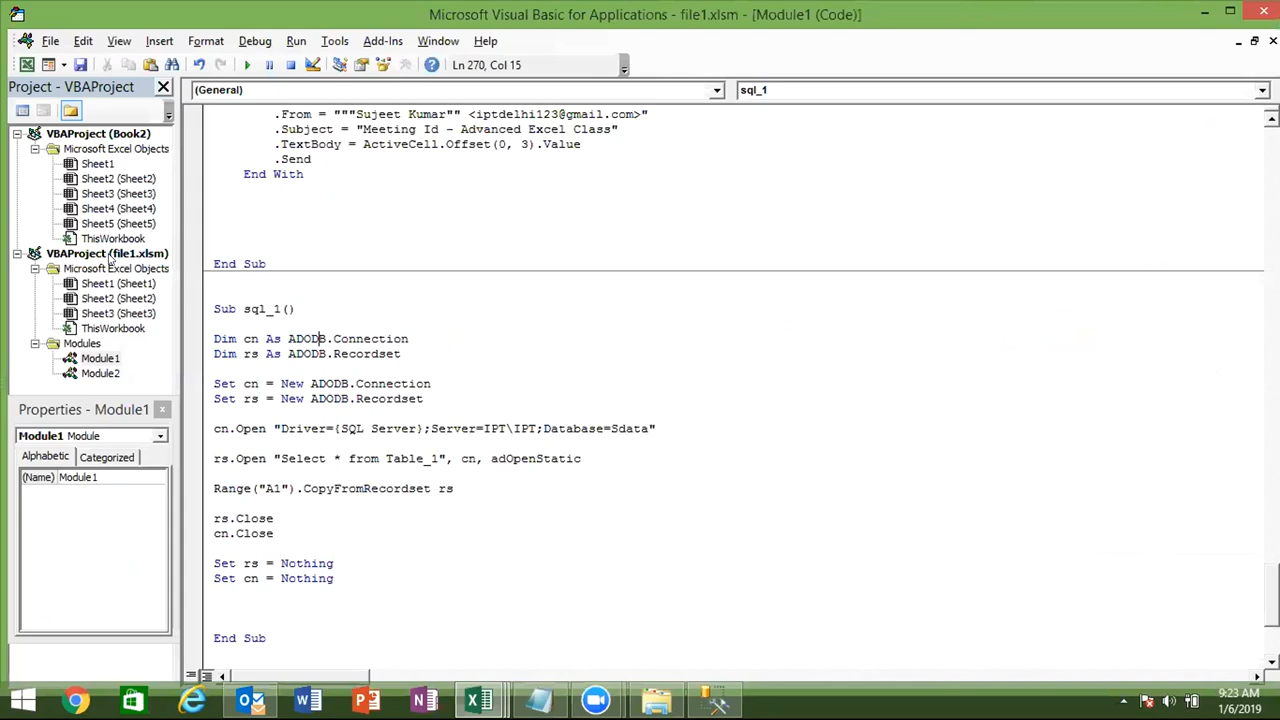 Microsoft Visual Basic for Applications - file1.xlsm - [Module1 (Code)]
File Edit View Insert Format Debug Run Tools Add-Ins Window Help
Ln 270, Col 15
Project - VBAProject
(General)
sql_1
VBAProject (Book2)
Microsoft Excel Objects
Sheet1
Sheet2 (Sheet2)
Sheet3 (Sheet3)
Sheet4 (Sheet4)
Sheet5 (Sheet5)
ThisWorkbook
VBAProject (file1.xlsm)
Microsoft Excel Objects
Sheet1 (Sheet1)
Sheet2 (Sheet2)
Sheet3 (Sheet3)
ThisWorkbook
Modules
Module1
Module2
Properties - Module1
Module1 Module
Alphabetic Categorized
(Name) Module1
.From = """Sujeet Kumar"" <iptdelhi123@gmail.com>"
.Subject = "Meeting Id - Advanced Excel Class"
.TextBody = ActiveCell.Offset(0, 3).Value
.Send
End With
End Sub
Sub sql_1()
Dim cn As ADODB.Connection
Dim rs As ADODB.Recordset
Set cn = New ADODB.Connection
Set rs = New ADODB.Recordset
cn.Open "Driver={SQL Server};Server=IPT\IPT;Database=Sdata"
rs.Open "Select * from Table_1", cn, adOpenStatic
Range("A1").CopyFromRecordset rs
rs.Close
cn.Close
Set rs = Nothing
Set cn = Nothing
End Sub
9:23 AM
1/6/2019